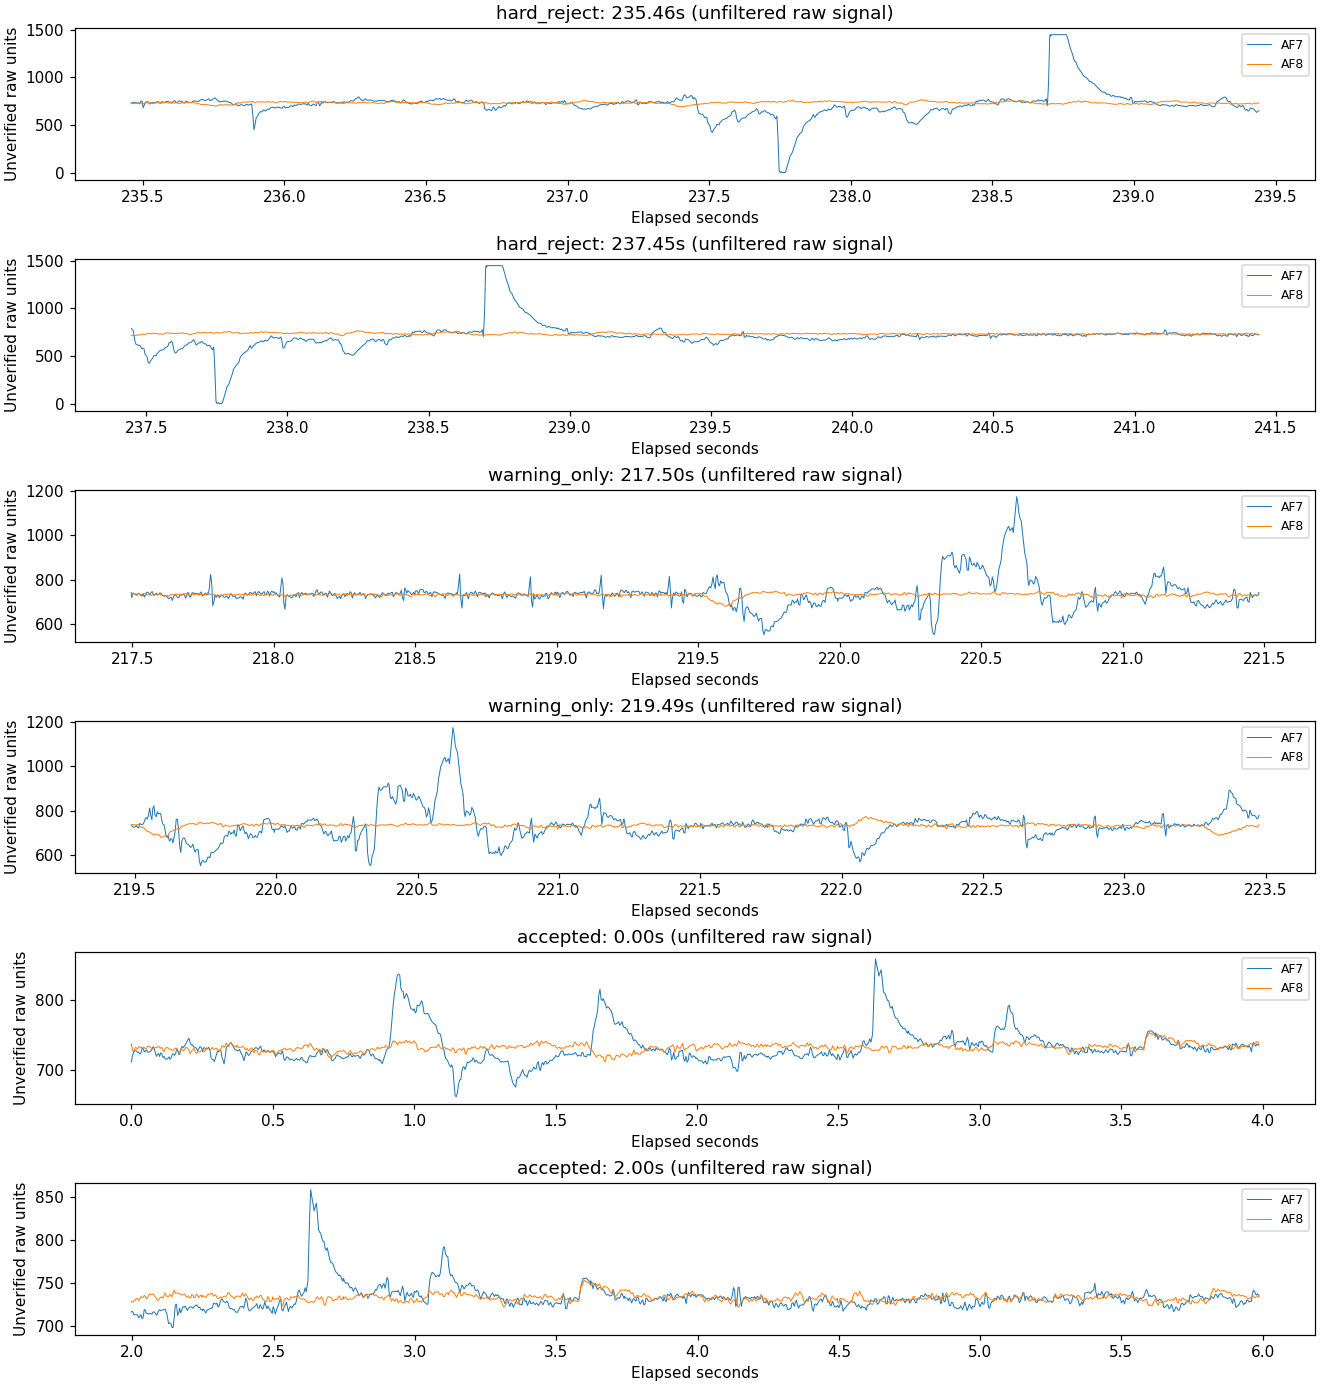 hard_reject: 235.46s (unfiltered raw signal)
Unverified raw units
1500
1000
500
0
AF7
AF8
235.5 236.0 236.5 237.0 237.5 238.0 238.5 239.0 239.5
Elapsed seconds
hard_reject: 237.45s (unfiltered raw signal)
Unverified raw units
1500
1000
500
0
AF7
AF8
237.5 238.0 238.5 239.0 239.5 240.0 240.5 241.0 241.5
Elapsed seconds
warning_only: 217.50s (unfiltered raw signal)
Unverified raw units
1200
1000
800
600
AF7
AF8
217.5 218.0 218.5 219.0 219.5 220.0 220.5 221.0 221.5
Elapsed seconds
warning_only: 219.49s (unfiltered raw signal)
Unverified raw units
1200
1000
800
600
AF7
AF8
219.5 220.0 220.5 221.0 221.5 222.0 222.5 223.0 223.5
Elapsed seconds
accepted: 0.00s (unfiltered raw signal)
Unverified raw units
800
700
AF7
AF8
0.0 0.5 1.0 1.5 2.0 2.5 3.0 3.5 4.0
Elapsed seconds
accepted: 2.00s (unfiltered raw signal)
Unverified raw units
850
800
750
700
AF7
AF8
2.0 2.5 3.0 3.5 4.0 4.5 5.0 5.5 6.0
Elapsed seconds